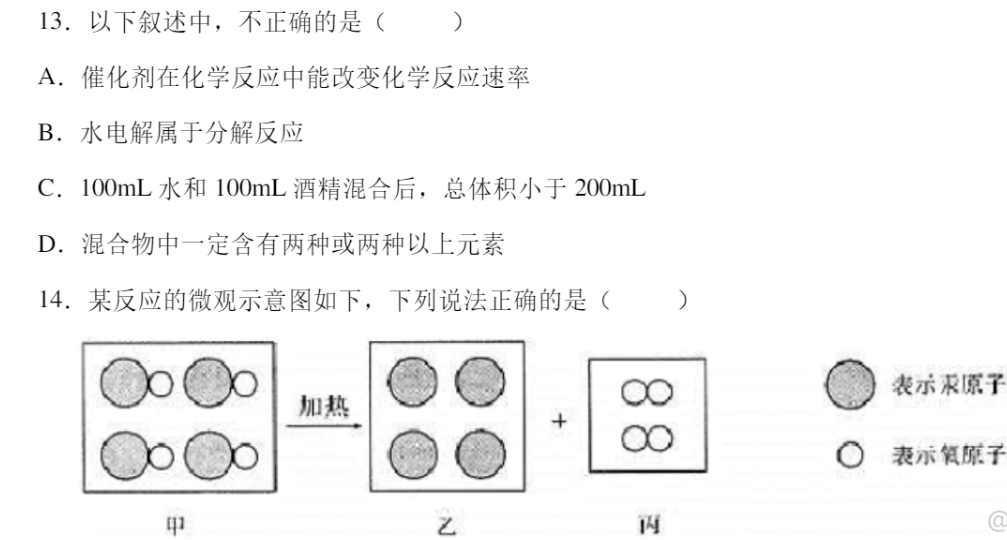 13．以下叙述中，不正确的是（　　）
A．催化剂在化学反应中能改变化学反应速率
B．水电解属于分解反应
C．100mL 水和 100mL 酒精混合后，总体积小于 200mL
D．混合物中一定含有两种或两种以上元素
14．某反应的微观示意图如下，下列说法正确的是（　　）
加热
+
表示汞原子
表示氧原子
甲
乙
丙
@